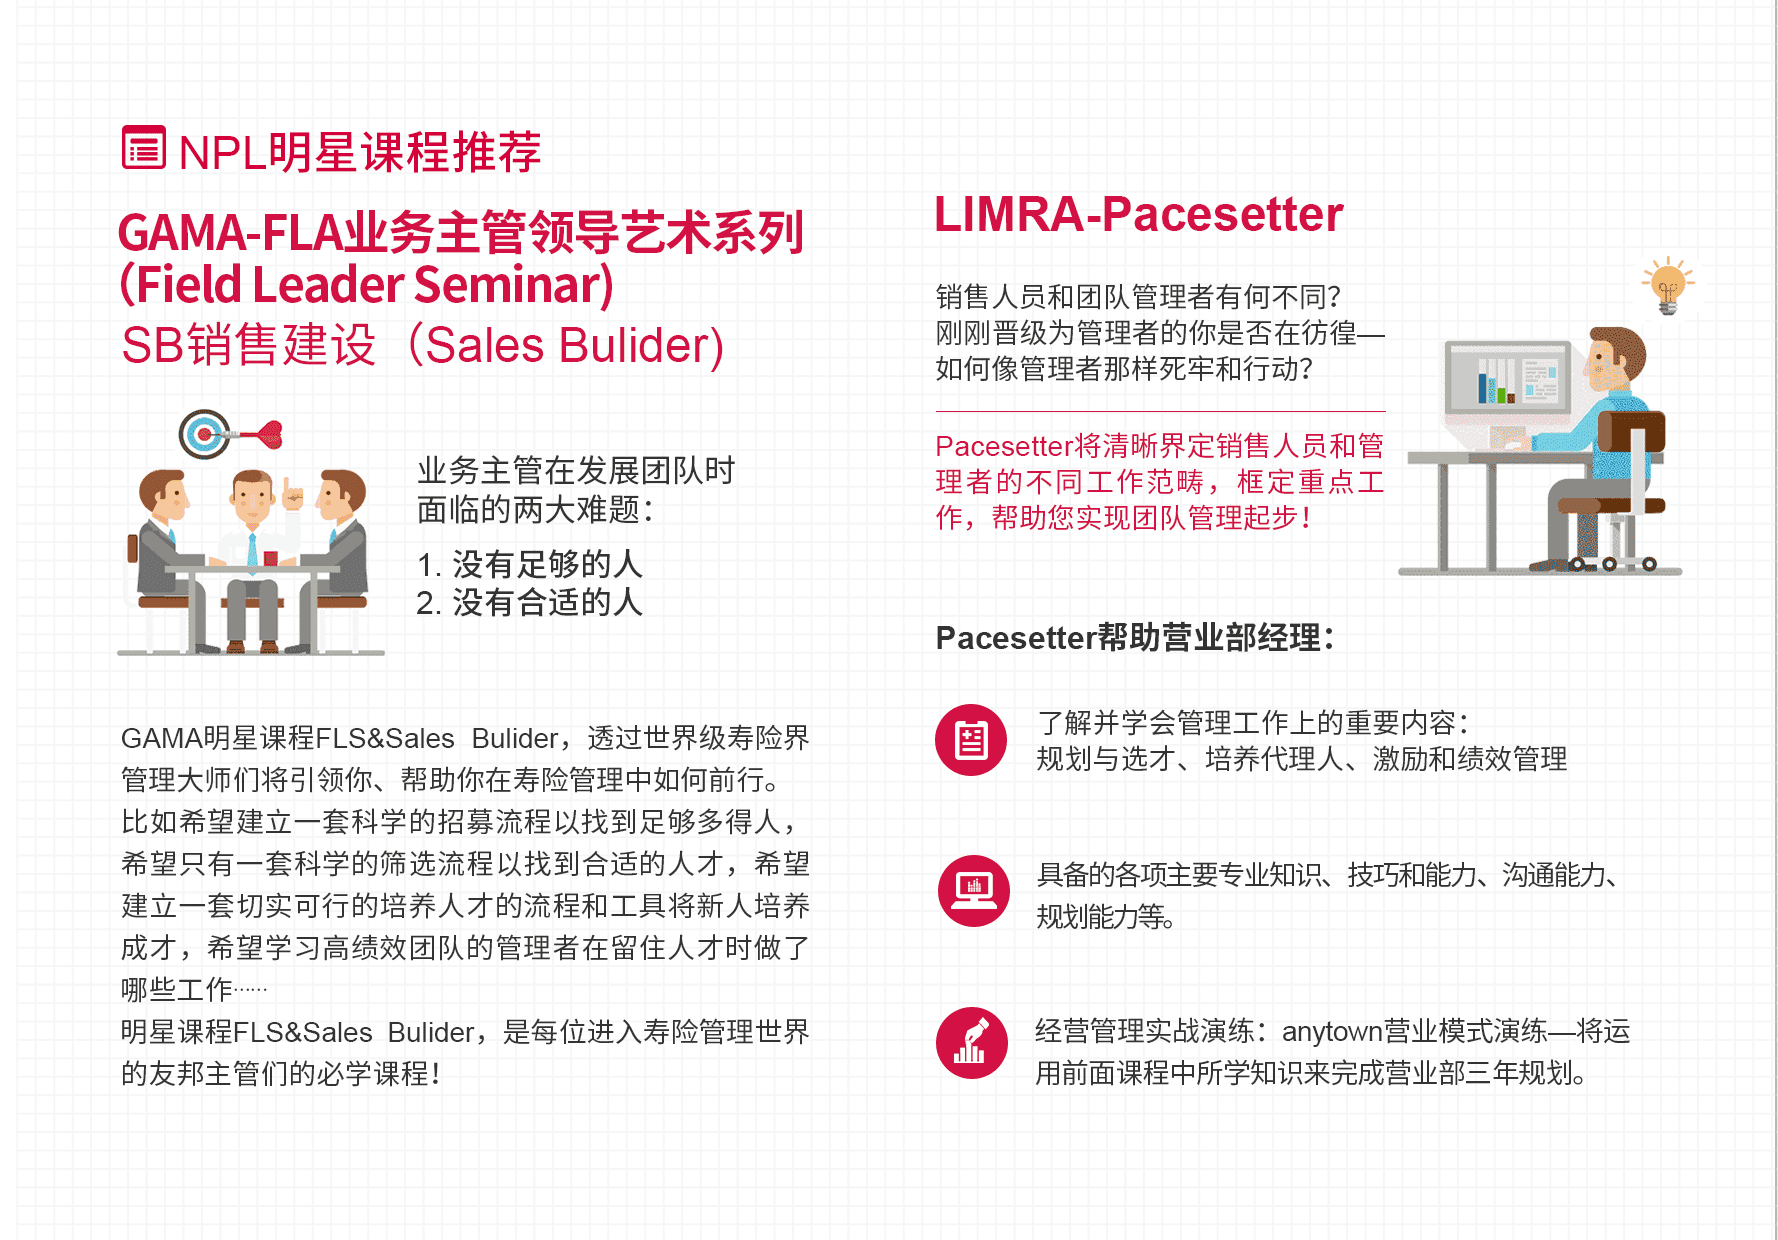 NPL明星课程推荐
GAMA-FLA业务主管领导艺术系列
(Field Leader Seminar)
SB销售建设（Sales Bulider)
业务主管在发展团队时
面临的两大难题：
1. 没有足够的人
2. 没有合适的人
GAMA明星课程FLS&Sales Bulider，透过世界级寿险界
管理大师们将引领你、帮助你在寿险管理中如何前行。
比如希望建立一套科学的招募流程以找到足够多得人，
希望只有一套科学的筛选流程以找到合适的人才，希望
建立一套切实可行的培养人才的流程和工具将新人培养
成才，希望学习高绩效团队的管理者在留住人才时做了
哪些工作……
明星课程FLS&Sales Bulider，是每位进入寿险管理世界
的友邦主管们的必学课程！
LIMRA-Pacesetter
销售人员和团队管理者有何不同？
刚刚晋级为管理者的你是否在彷徨—
如何像管理者那样死牢和行动？
Pacesetter将清晰界定销售人员和管
理者的不同工作范畴，框定重点工
作，帮助您实现团队管理起步！
Pacesetter帮助营业部经理：
了解并学会管理工作上的重要内容：
规划与选才、培养代理人、激励和绩效管理
具备的各项主要专业知识、技巧和能力、沟通能力、
规划能力等。
经营管理实战演练：anytown营业模式演练—将运
用前面课程中所学知识来完成营业部三年规划。